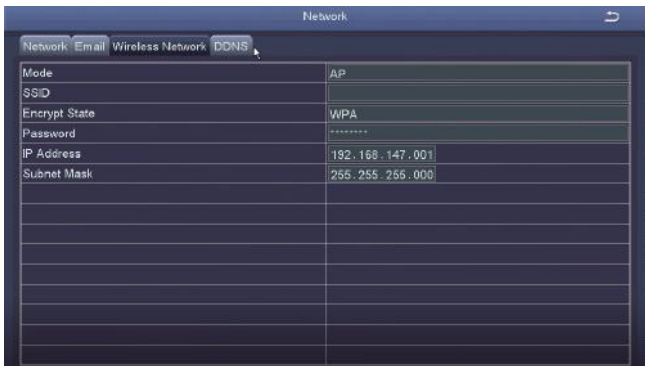 Network
Network Email Wireless Network DDNS
Mode AP
SSID
Encrypt State WPA
Password --------
IP Address 192.168.147.001
Subnet Mask 255.255.255.000